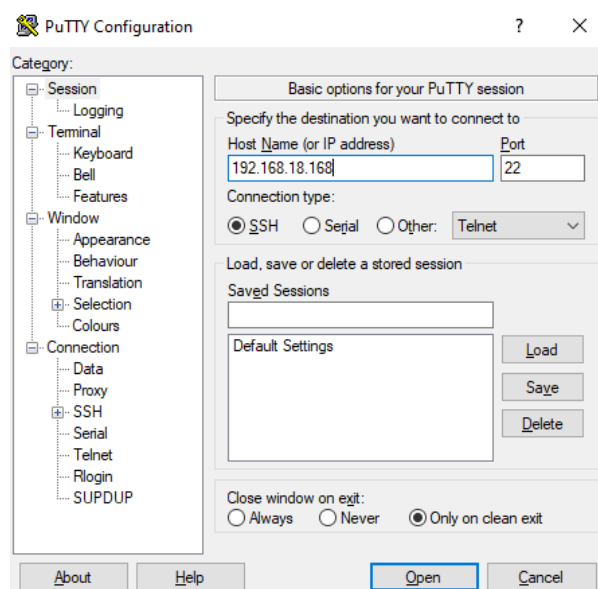 PuTTY Configuration
?
Category:
Session
Logging
Terminal
Keyboard
Bell
Features
Window
Appearance
Behaviour
Translation
Selection
Colours
Connection
Data
Proxy
SSH
Serial
Telnet
Rlogin
SUPDUP
Basic options for your PuTTY session
Specify the destination you want to connect to
Host Name (or IP address) Port
192.168.18.168 22
Connection type:
SSH Serial Other: Telnet
Load, save or delete a stored session
Saved Sessions
Default Settings
Load
Save
Delete
Close window on exit:
Always Never Only on clean exit
About Help Open Cancel